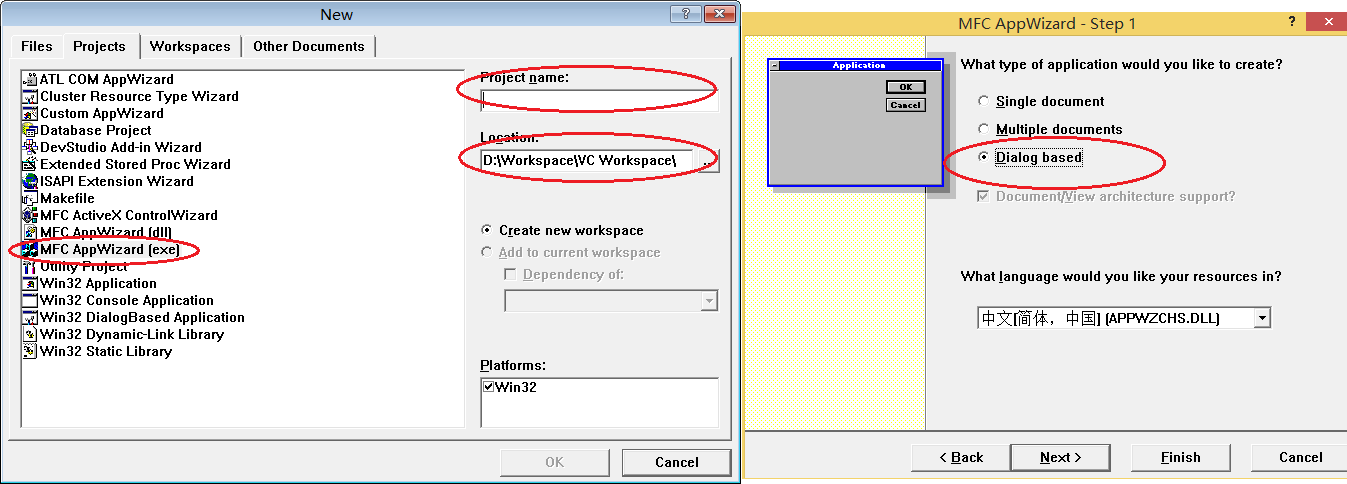 New
Files Projects Workspaces Other Documents
ATL COM AppWizard
Cluster Resource Type Wizard
Custom AppWizard
Database Project
DevStudio Add-in Wizard
Extended Stored Proc Wizard
ISAPI Extension Wizard
Makefile
MFC ActiveX ControlWizard
MFC AppWizard (dll)
MFC AppWizard (exe)
Utility Project
Win32 Application
Win32 Console Application
Win32 DialogBased Application
Win32 Dynamic-Link Library
Win32 Static Library
Project name:
Location:
D:\Workspace\VC Workspace\
...
Create new workspace
Add to current workspace
Dependency of:
Platforms:
Win32
OK Cancel
MFC AppWizard - Step 1
Application
OK
Cancel
What type of application would you like to create?
Single document
Multiple documents
Dialog based
Document/View architecture support?
What language would you like your resources in?
中文[简体，中国] (APPWZCHS.DLL)
< Back Next > Finish Cancel